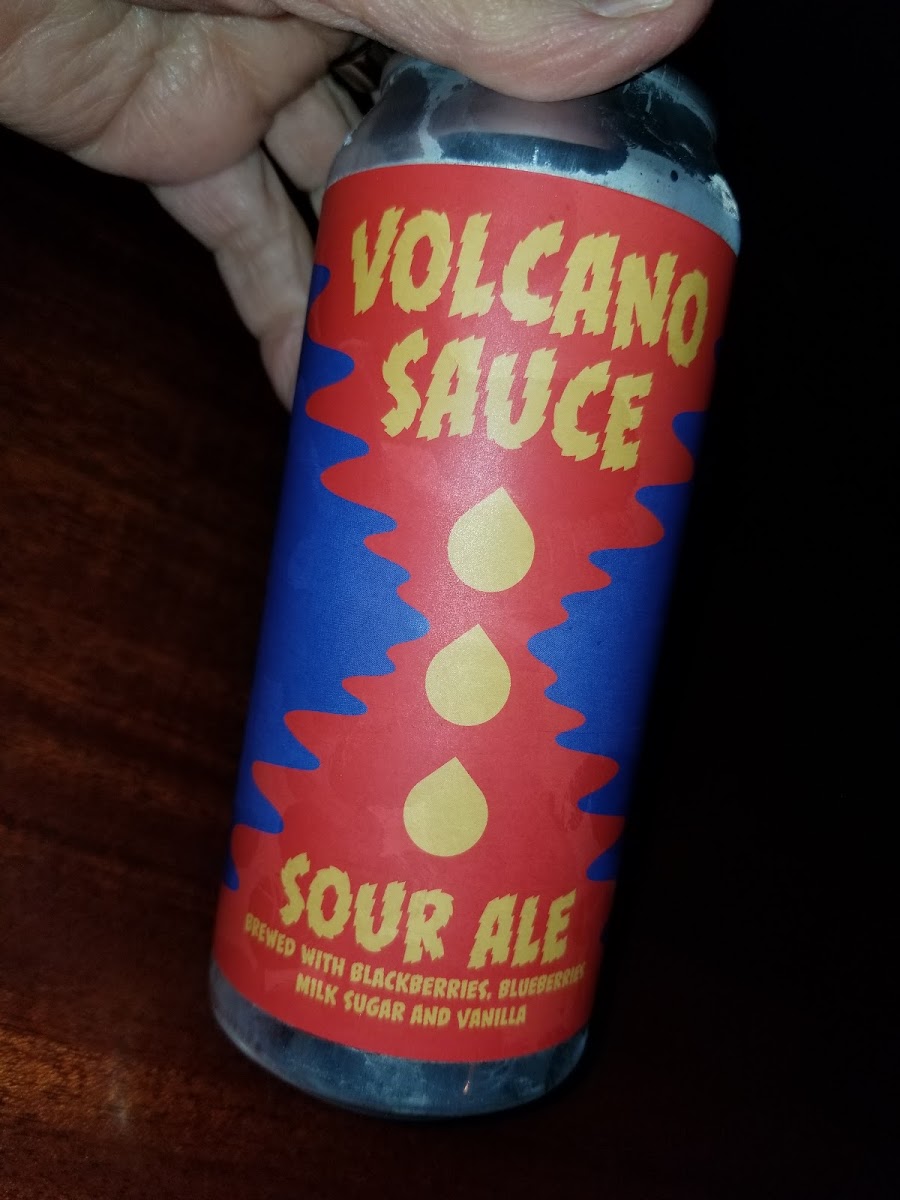 VOLCANO
SAUCE
SOUR ALE
BREWED WITH BLACKBERRIES, BLUEBERRIES
MILK SUGAR AND VANILLA